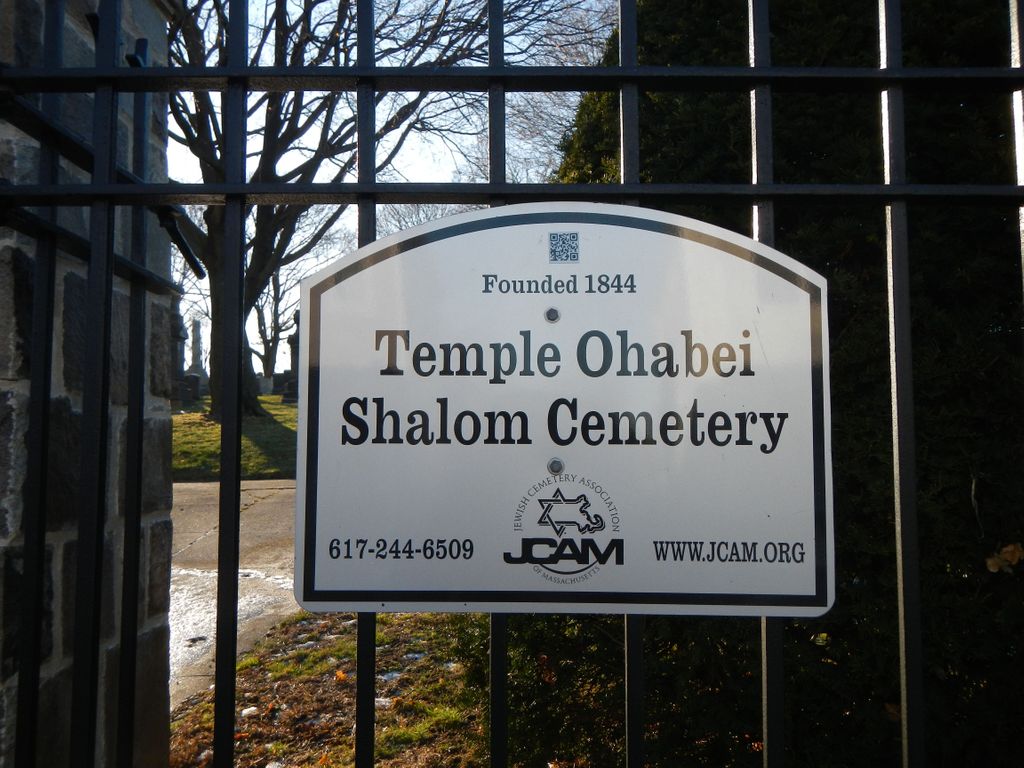 Founded 1844
Temple Ohabei
Shalom Cemetery
JEWISH CEMETERY ASSOCIATION
JCAM
OF MASSACHUSETTS
617-244-6509
WWW.JCAM.ORG